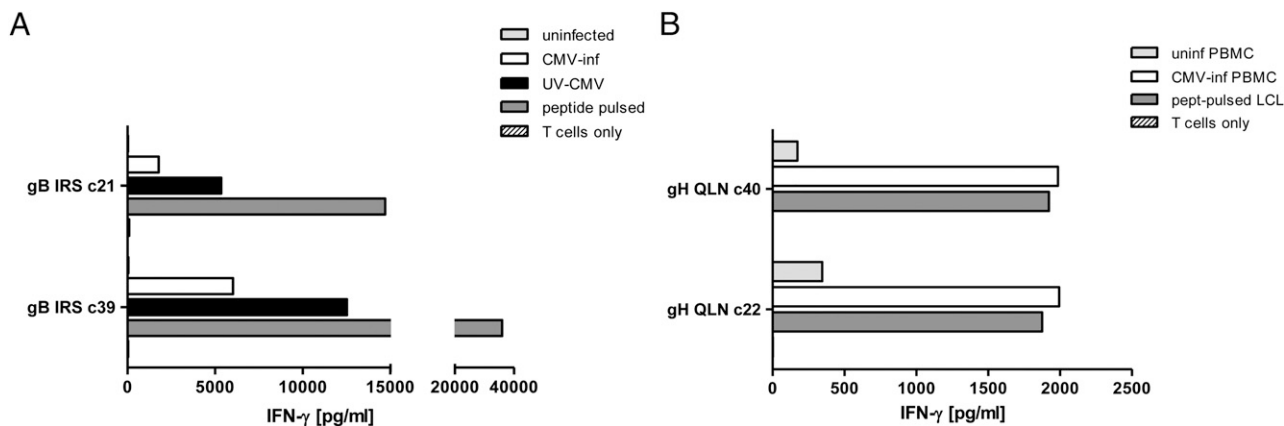 A
uninfected
CMV-inf
UV-CMV
peptide pulsed
T cells only
gB IRS c21
gB IRS c39
0 5000 10000 15000 20000 40000
IFN-γ [pg/ml]
B
uninf PBMC
CMV-inf PBMC
pept-pulsed LCL
T cells only
gH QLN c40
gH QLN c22
0 500 1000 1500 2000 2500
IFN-γ [pg/ml]